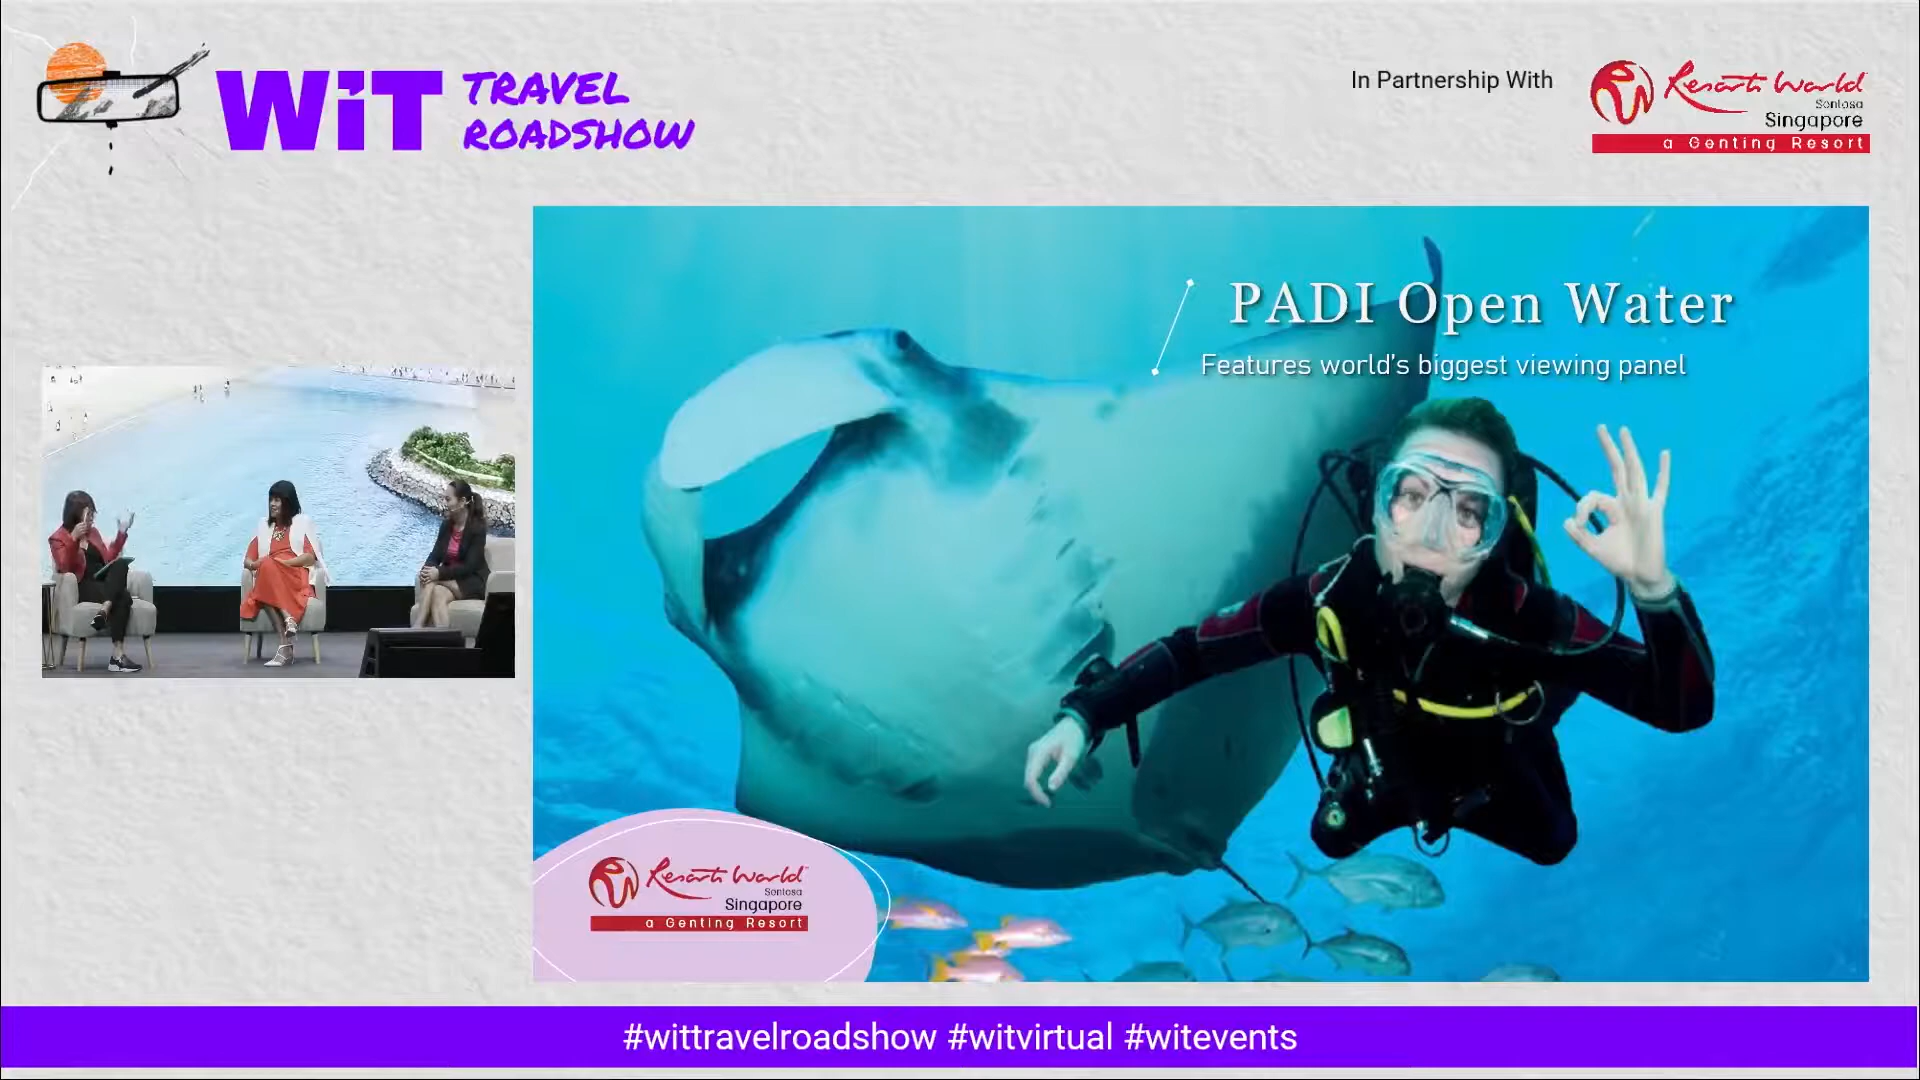 WiT TRAVEL
ROADSHOW
In Partnership With
Resorts World
Sentosa
Singapore
a Genting Resort
PADI Open Water
Features world's biggest viewing panel
Resorts World
Sentosa
Singapore
a Genting Resort
#wittravelroadshow #witvirtual #witevents